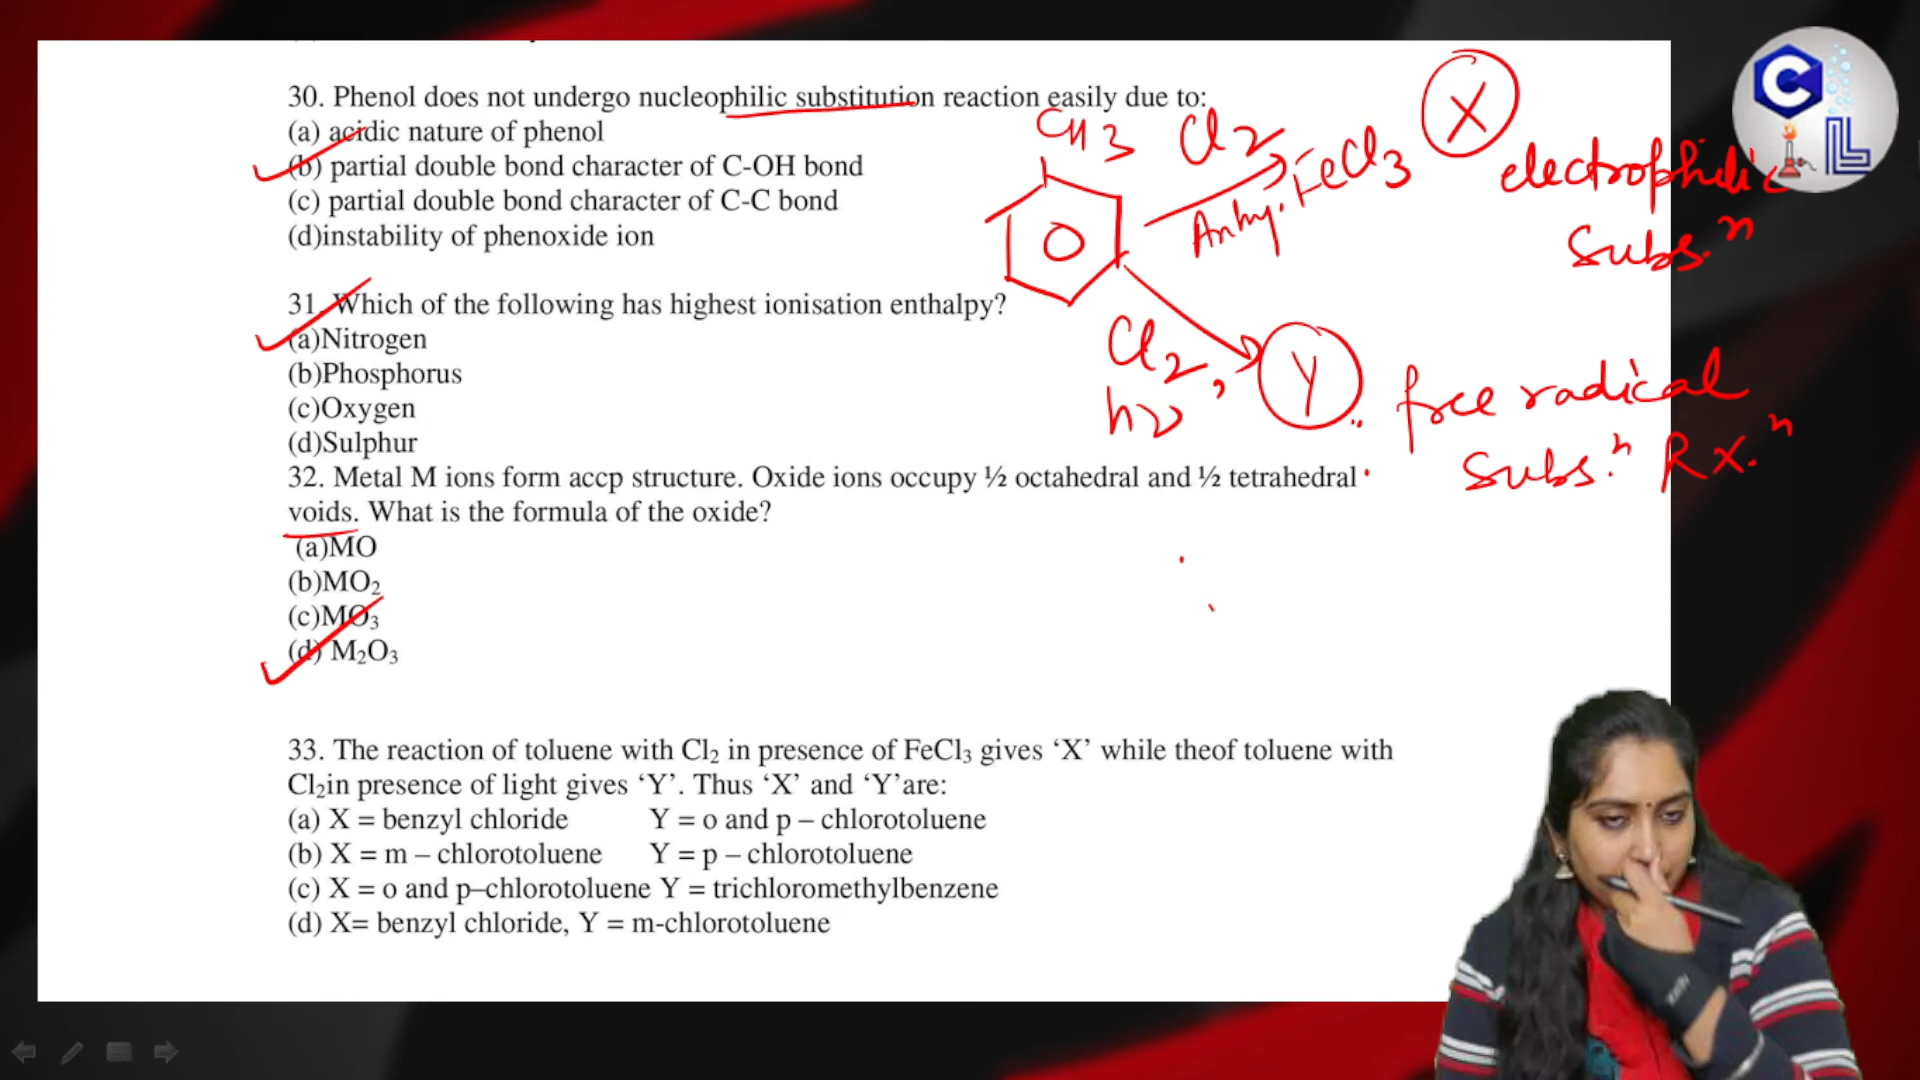 30. Phenol does not undergo nucleophilic substitution reaction easily due to:
(a) acidic nature of phenol
(b) partial double bond character of C-OH bond
(c) partial double bond character of C-C bond
(d)instability of phenoxide ion
31. Which of the following has highest ionisation enthalpy?
(a)Nitrogen
(b)Phosphorus
(c)Oxygen
(d)Sulphur
32. Metal M ions form accp structure. Oxide ions occupy ½ octahedral and ½ tetrahedral
voids. What is the formula of the oxide?
(a)MO
(b)MO₂
(c)MO₃
(d) M₂O₃
33. The reaction of toluene with Cl₂ in presence of FeCl₃ gives ‘X’ while theof toluene with
Cl₂in presence of light gives ‘Y’. Thus ‘X’ and ‘Y’are:
(a) X = benzyl chloride Y = o and p – chlorotoluene
(b) X = m – chlorotoluene Y = p – chlorotoluene
(c) X = o and p–chlorotoluene Y = trichloromethylbenzene
(d) X= benzyl chloride, Y = m-chlorotoluene
CH3
Cl2
Anhy. FeCl3
X
electrophilic
Subs.n
Cl2,
hν
Y
free radical
Subs.n Rx.n
C
L